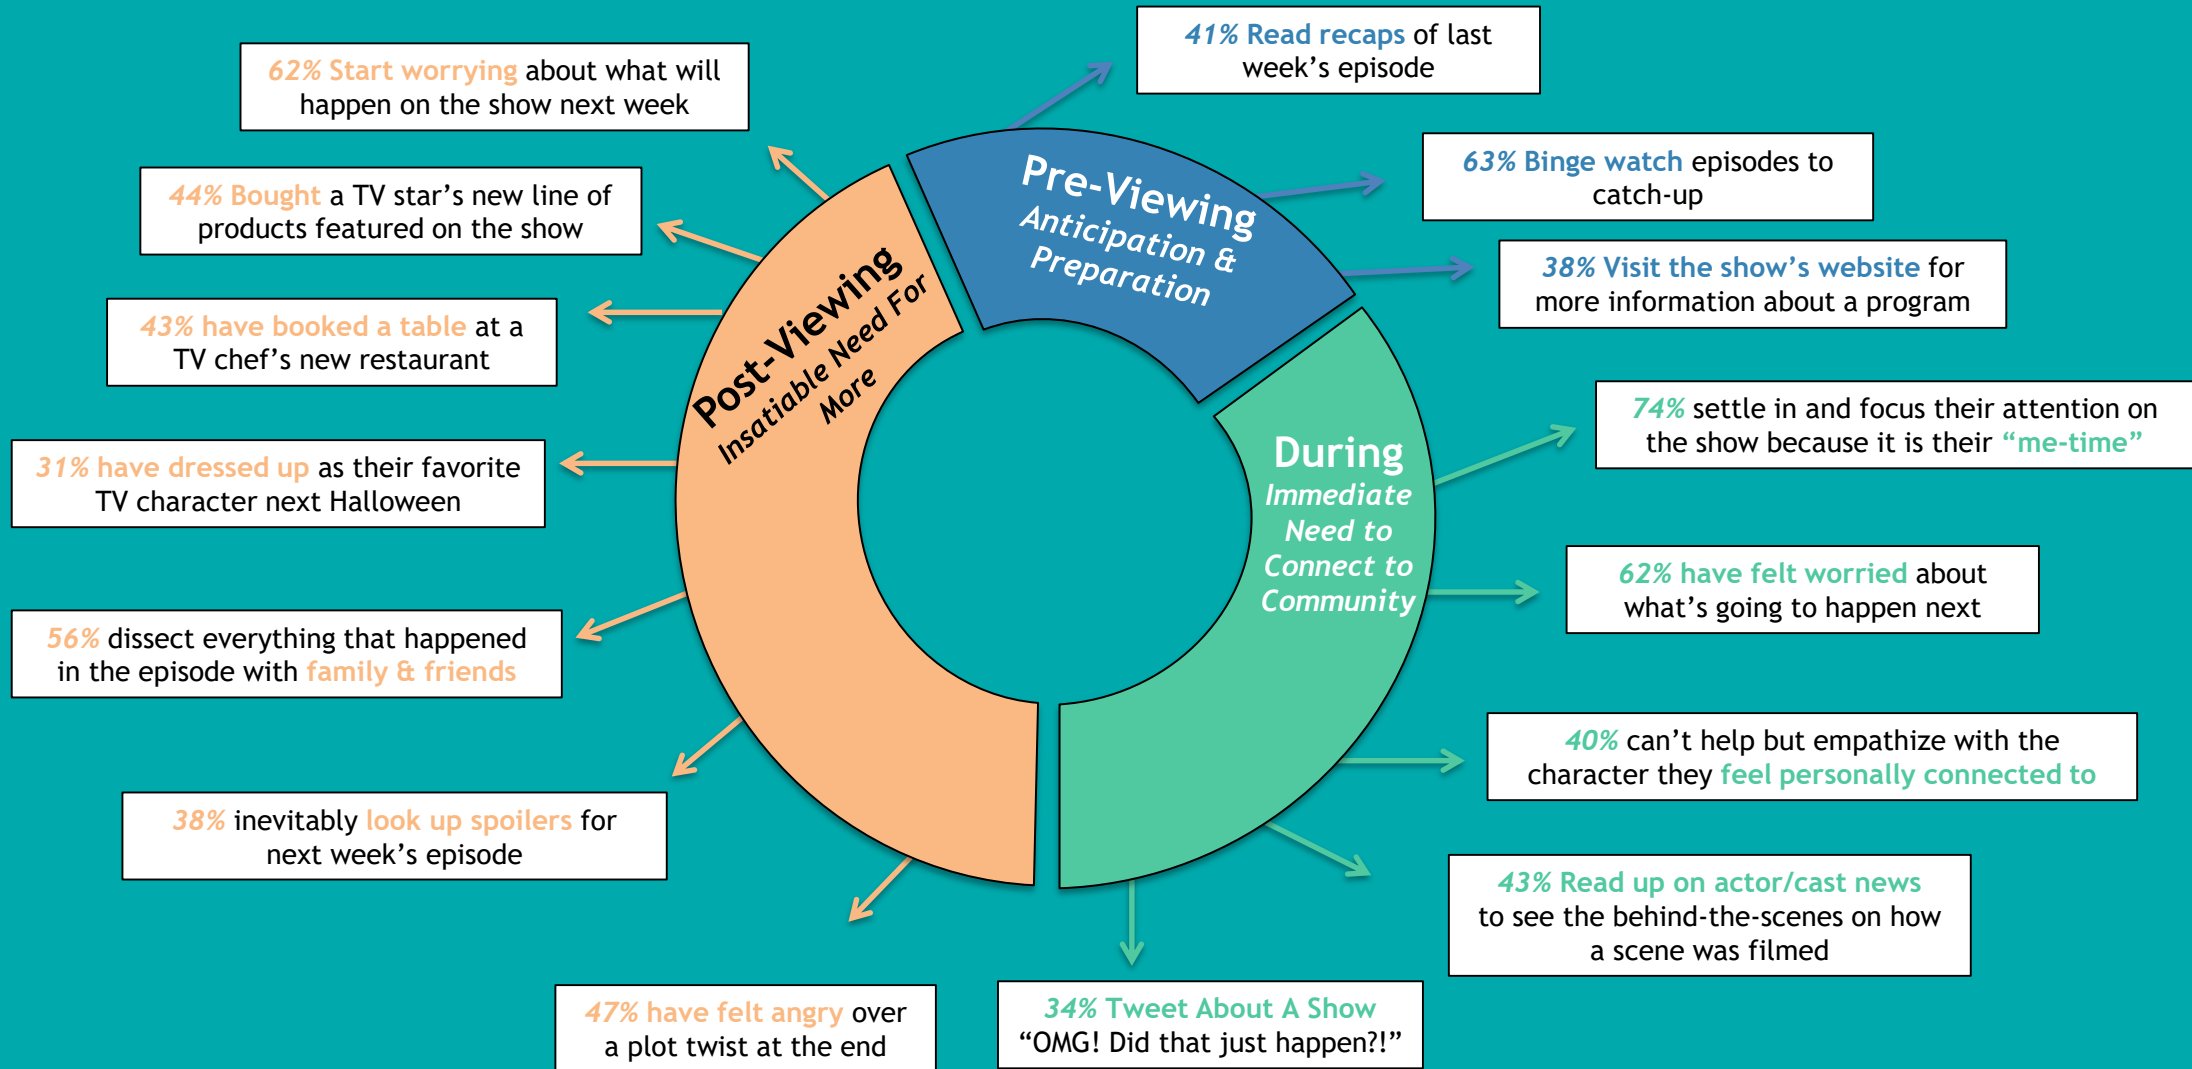 41% Read recaps of last
week’s episode
62% Start worrying about what will
happen on the show next week
63% Binge watch episodes to
catch-up
44% Bought a TV star’s new line of
products featured on the show
38% Visit the show’s website for
more information about a program
43% have booked a table at a
TV chef’s new restaurant
Pre-Viewing
Anticipation &
Preparation
Post-Viewing
Insatiable Need For
More
During
Immediate
Need to
Connect to
Community
74% settle in and focus their attention on
the show because it is their “me-time”
31% have dressed up as their favorite
TV character next Halloween
62% have felt worried about
what’s going to happen next
56% dissect everything that happened
in the episode with family & friends
40% can’t help but empathize with the
character they feel personally connected to
38% inevitably look up spoilers for
next week’s episode
43% Read up on actor/cast news
to see the behind-the-scenes on how
a scene was filmed
47% have felt angry over
a plot twist at the end
34% Tweet About A Show
“OMG! Did that just happen?!”